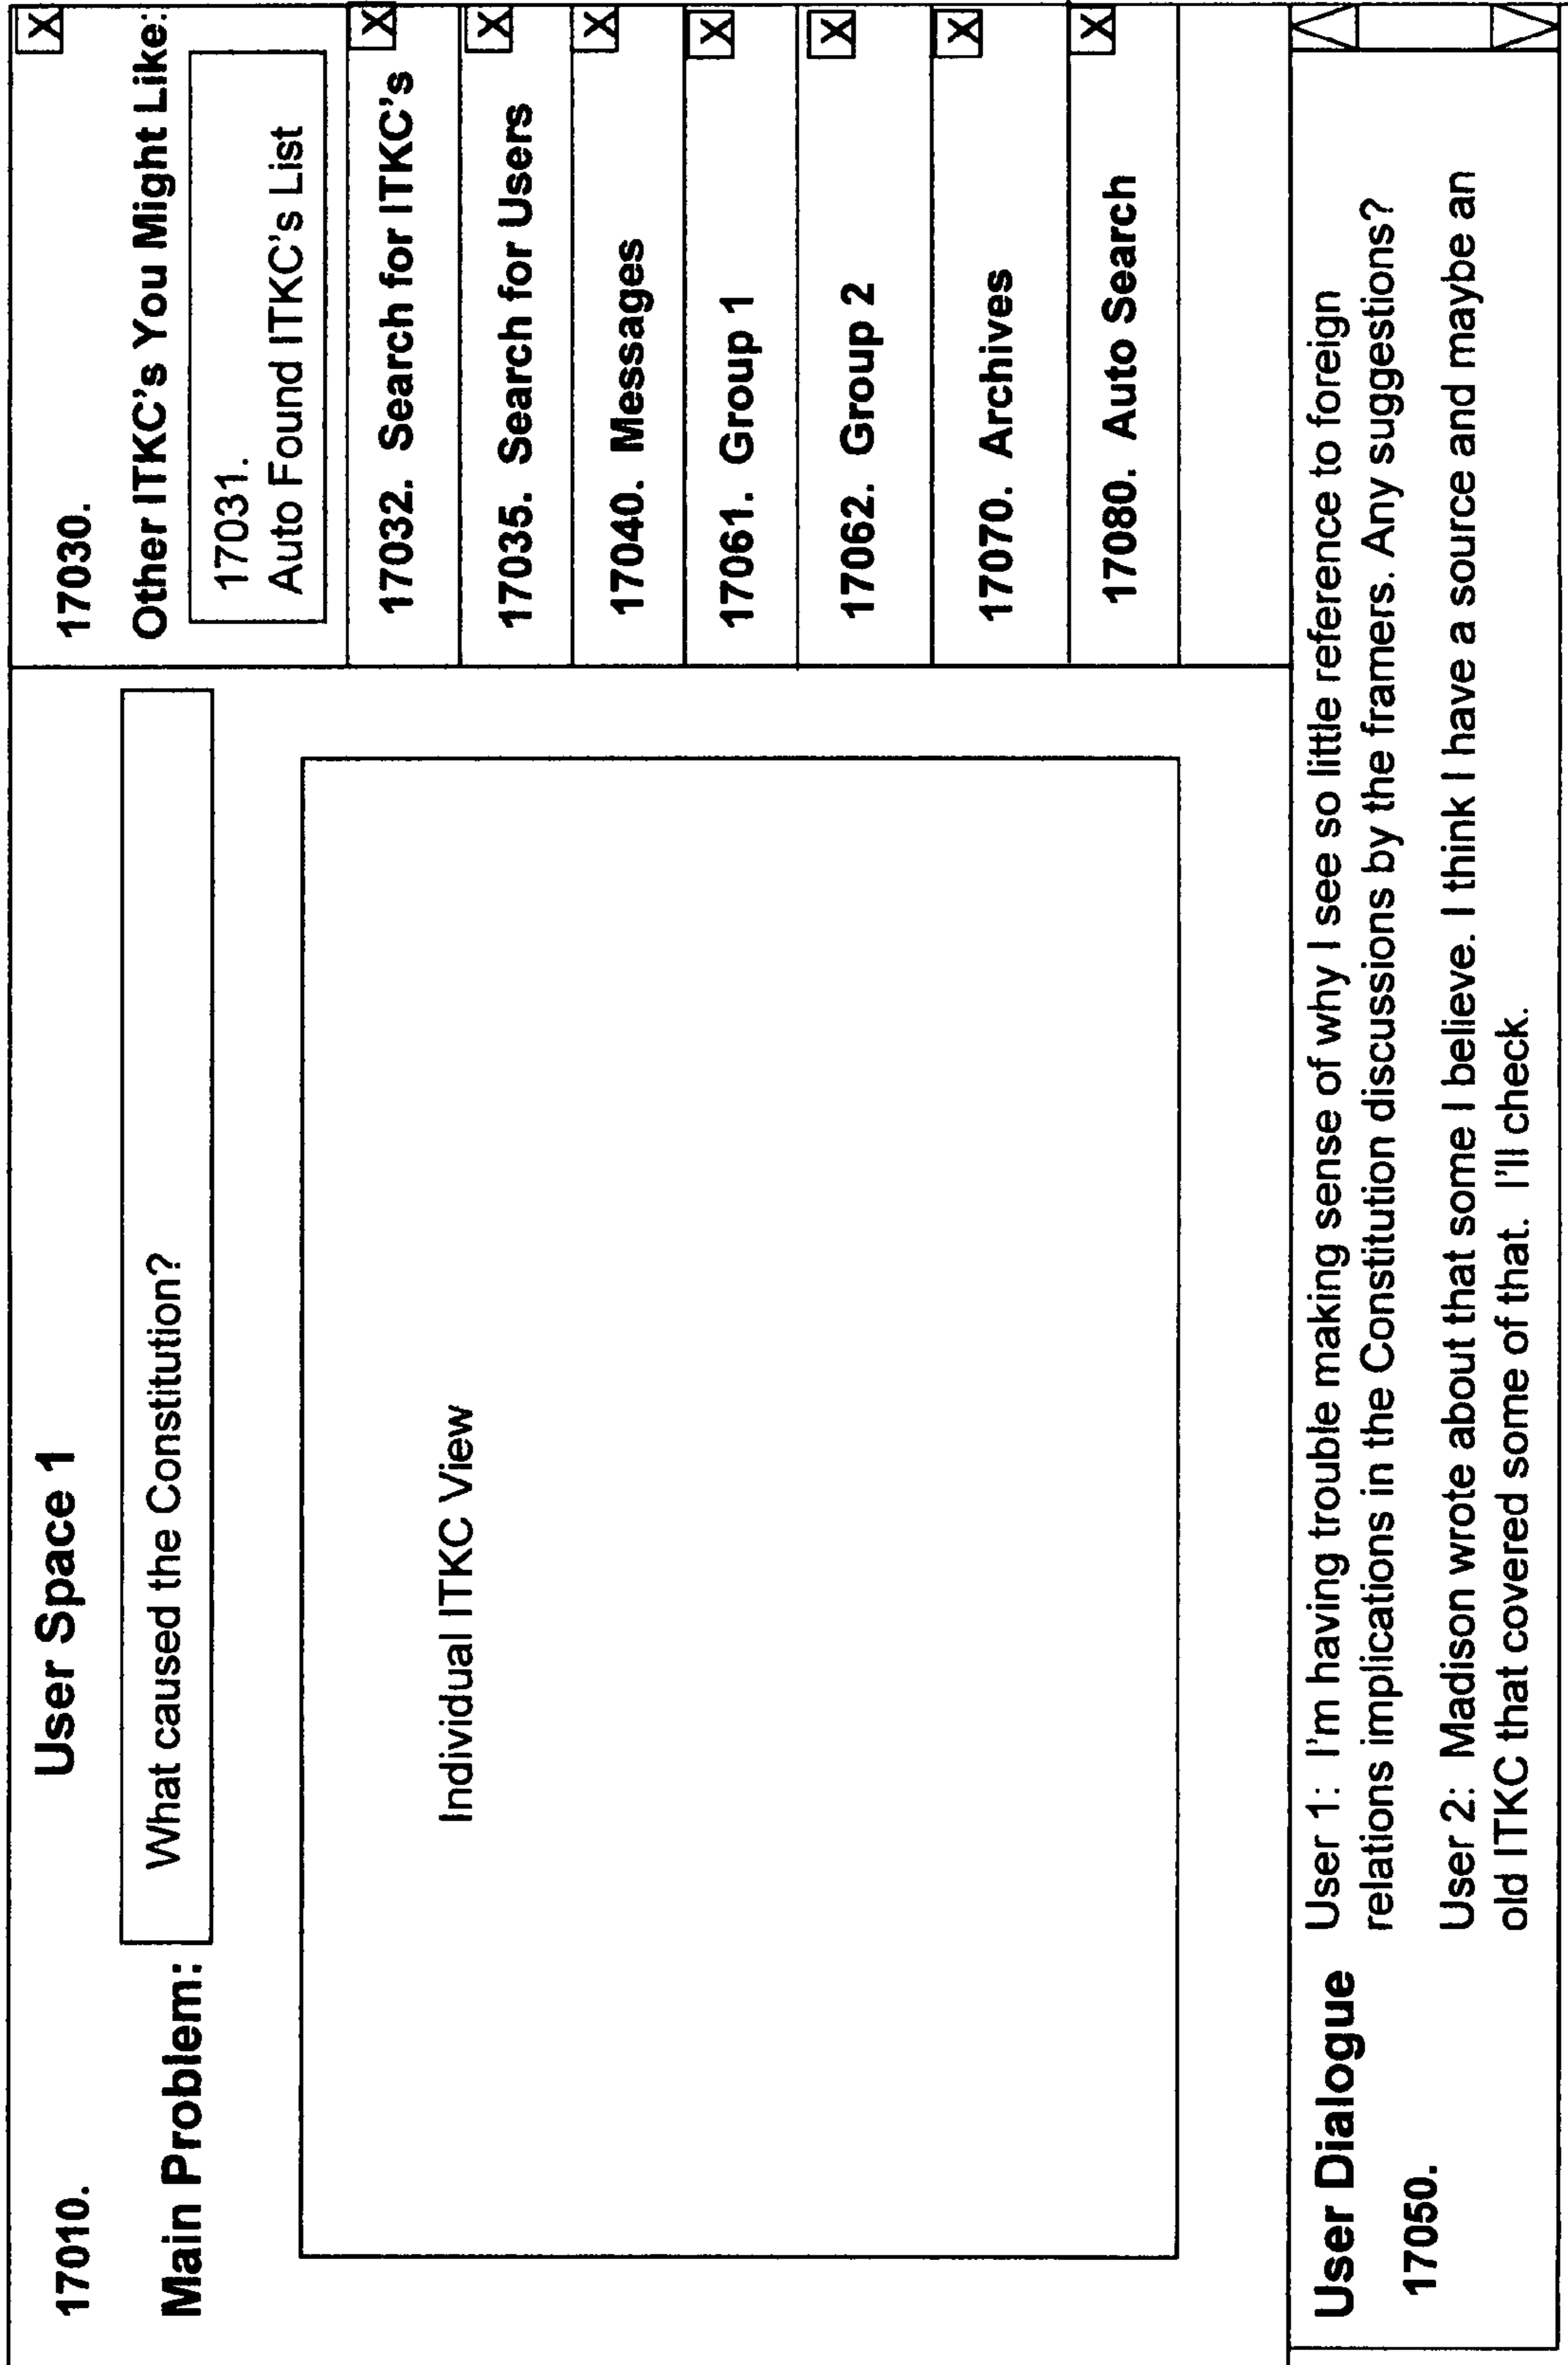 17010.
User Space 1
Main Problem:
What caused the Constitution?
Individual ITKC View
17030.
X
Other ITKC's You Might Like:
17031.
Auto Found ITKC's List
17032. Search for ITKC's
X
17035. Search for Users
X
17040. Messages
X
17061. Group 1
X
17062. Group 2
X
17070. Archives
X
17080. Auto Search
X
User Dialogue
17050.
User 1: I'm having trouble making sense of why I see so little reference to foreign
relations implications in the Constitution discussions by the framers. Any suggestions?
User 2: Madison wrote about that some I believe. I think I have a source and maybe an
old ITKC that covered some of that. I'll check.